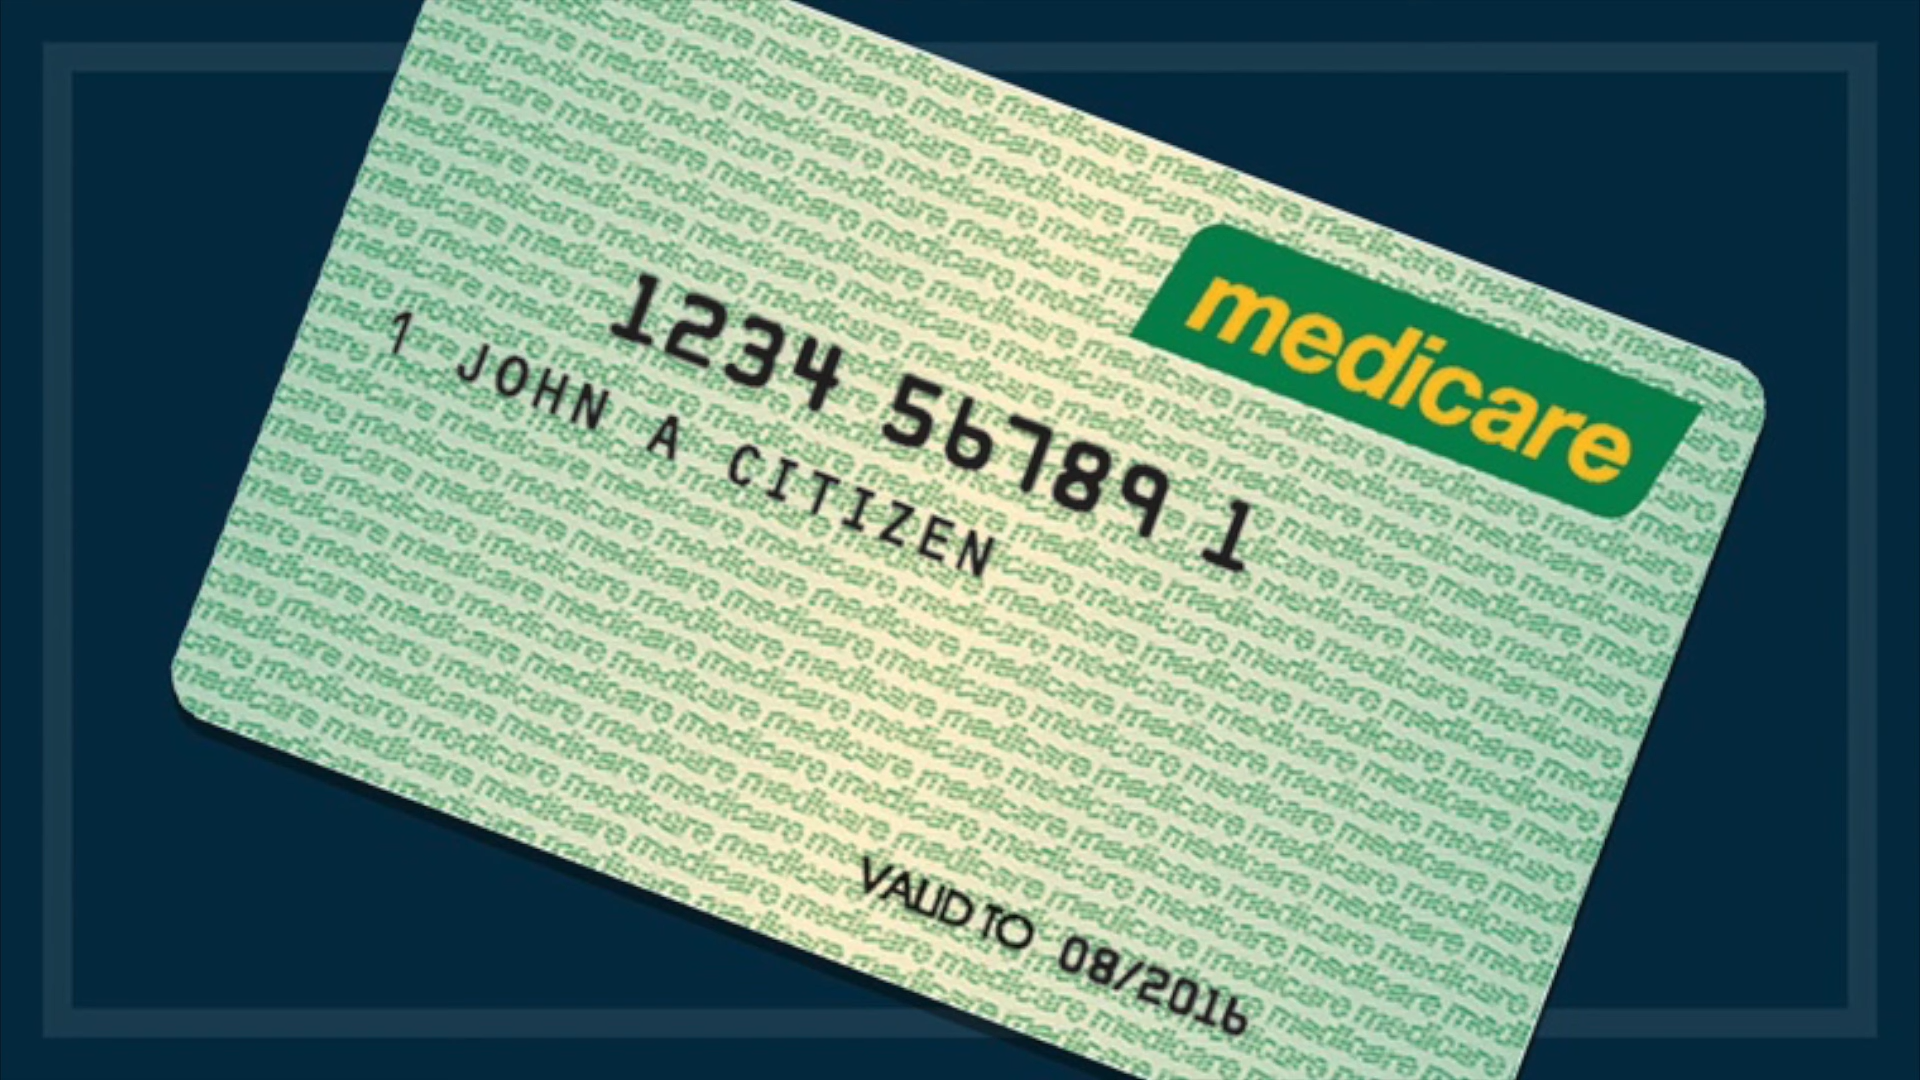 medicare
1234 56789 1
1 JOHN A CITIZEN
VALID TO 08/2016